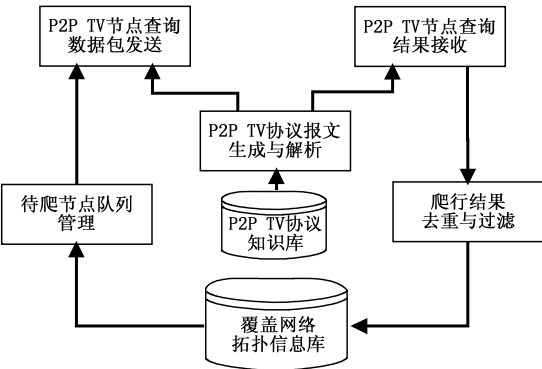 P2P TV节点查询
数据包发送
P2P TV节点查询
结果接收
P2P TV协议报文
生成与解析
待爬节点队列
管理
P2P TV协议
知识库
爬行结果
去重与过滤
覆盖网络
拓扑信息库